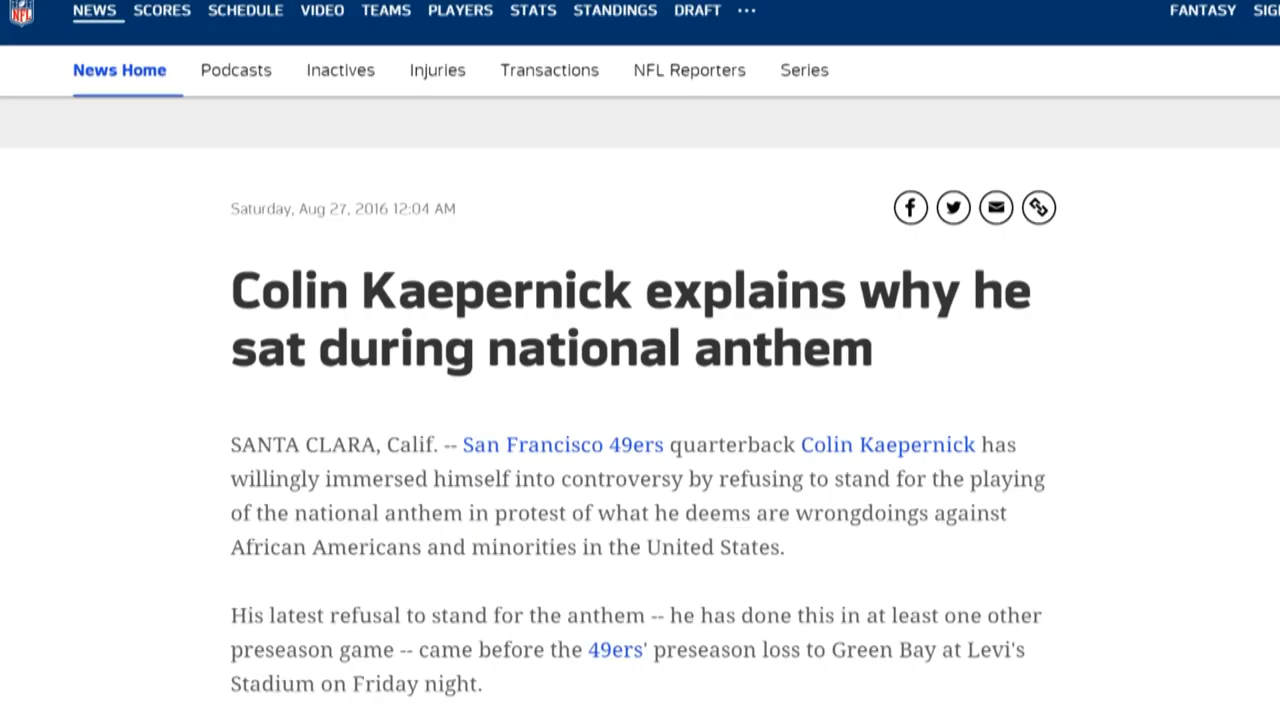 NFL
NEWS SCORES SCHEDULE VIDEO TEAMS PLAYERS STATS STANDINGS DRAFT ••• FANTASY SIG
News Home Podcasts Inactives Injuries Transactions NFL Reporters Series
Saturday, Aug 27, 2016 12:04 AM
Colin Kaepernick explains why he
sat during national anthem
SANTA CLARA, Calif. -- San Francisco 49ers quarterback Colin Kaepernick has
willingly immersed himself into controversy by refusing to stand for the playing
of the national anthem in protest of what he deems are wrongdoings against
African Americans and minorities in the United States.
His latest refusal to stand for the anthem -- he has done this in at least one other
preseason game -- came before the 49ers' preseason loss to Green Bay at Levi's
Stadium on Friday night.